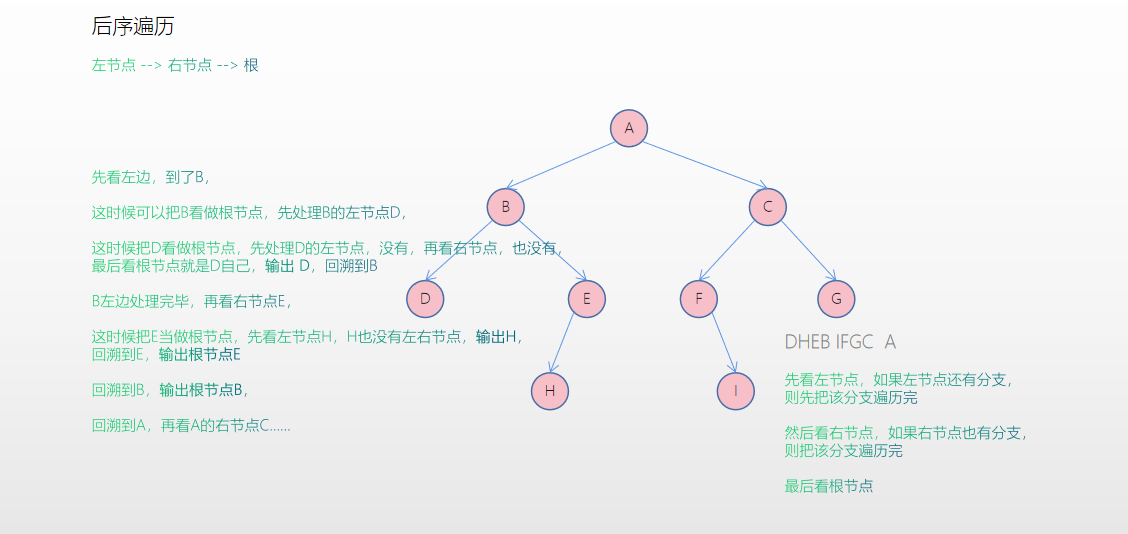 后序遍历
左节点 --> 右节点 --> 根
先看左边，到了B，
这时候可以把B看做根节点，先处理B的左节点D，
这时候把D看做根节点，先处理D的左节点，没有，再看右节点，也没有，
最后看根节点就是D自己，输出 D，回溯到B
B左边处理完毕，再看右节点E，
这时候把E当做根节点，先看左节点H，H也没有左右节点，输出H，
回溯到E，输出根节点E
回溯到B，输出根节点B，
回溯到A，再看A的右节点C......
A
B
C
D
E
F
G
H
I
DHEB IFGC  A
先看左节点，如果左节点还有分支，
则先把该分支遍历完
然后看右节点，如果右节点也有分支，
则把该分支遍历完
最后看根节点